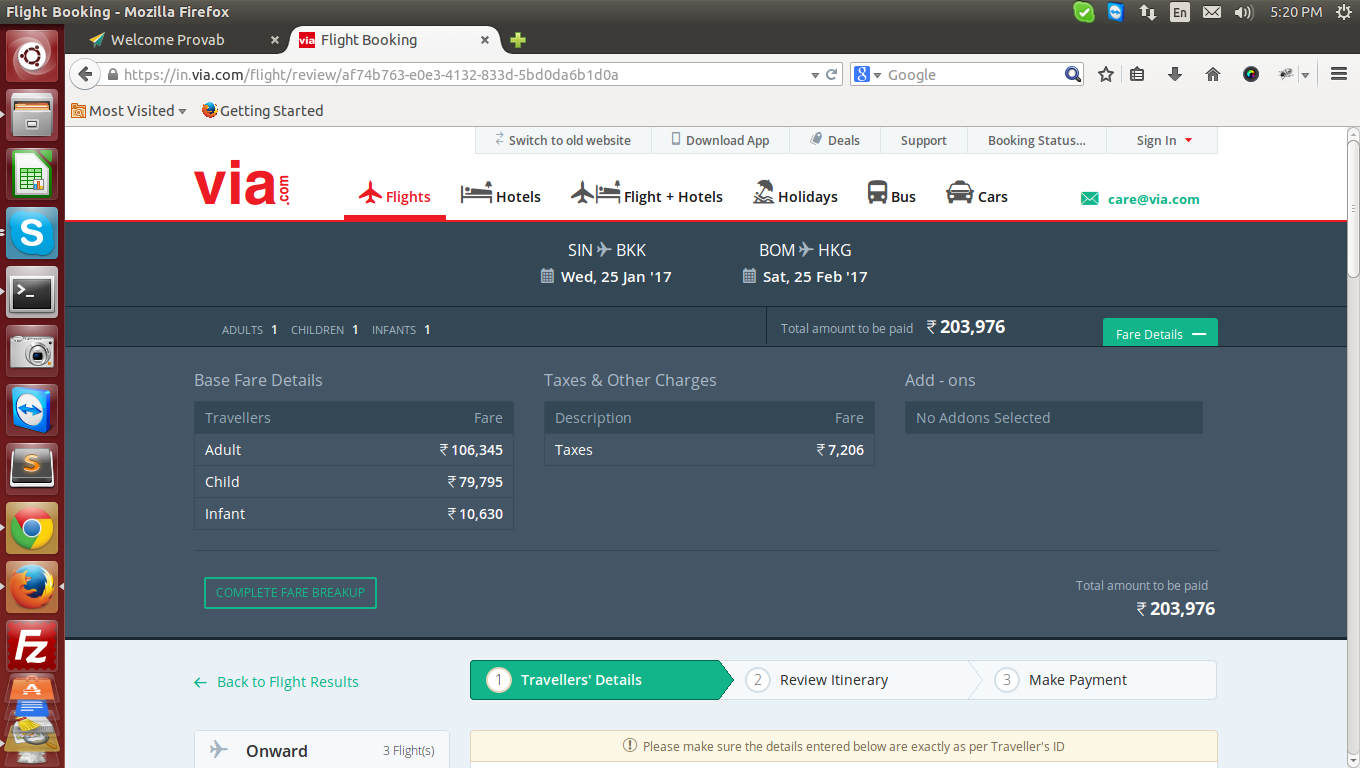 Flight Booking - Mozilla Firefox
En
5:20 PM
Welcome Provab
via Flight Booking
https://in.via.com/flight/review/af74b763-e0e3-4132-833d-5bd0da6b1d0a
8 Google
Most Visited
Getting Started
Switch to old website
Download App
Deals
Support
Booking Status...
Sign In
via.com
Flights
Hotels
Flight + Hotels
Holidays
Bus
Cars
care@via.com
SIN BKK
BOM HKG
Wed, 25 Jan '17
Sat, 25 Feb '17
ADULTS 1 CHILDREN 1 INFANTS 1
Total amount to be paid ₹ 203,976
Fare Details —
Base Fare Details
Taxes & Other Charges
Add - ons
Travellers Fare
Description Fare
No Addons Selected
Adult ₹ 106,345
Taxes ₹ 7,206
Child ₹ 79,795
Infant ₹ 10,630
COMPLETE FARE BREAKUP
Total amount to be paid
₹ 203,976
← Back to Flight Results
1 Travellers' Details
2 Review Itinerary
3 Make Payment
Onward 3 Flight(s)
Please make sure the details entered below are exactly as per Traveller's ID